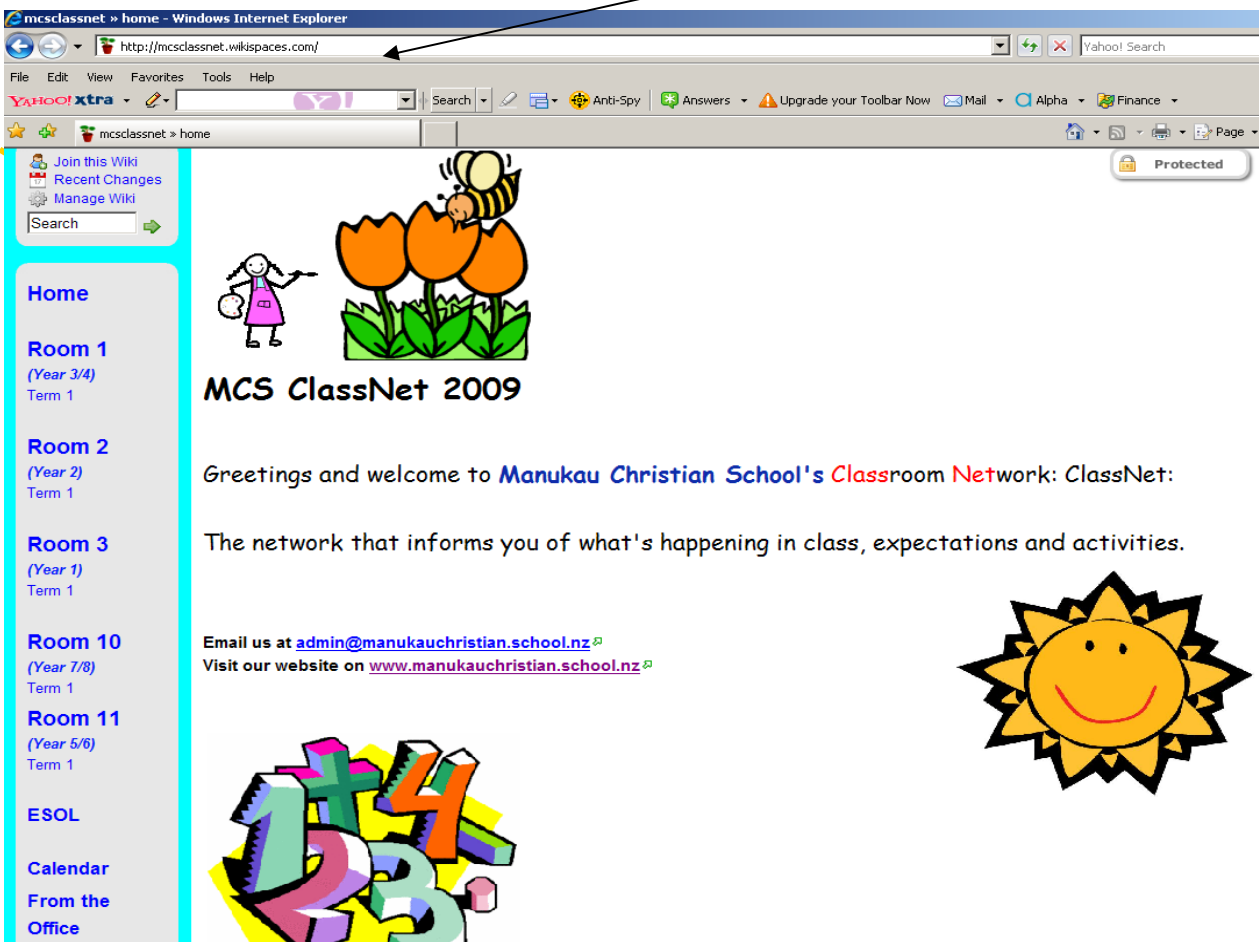 mcsclassnet » home - Windows Internet Explorer
http://mcsclassnet.wikispaces.com/
Yahoo! Search
File Edit View Favorites Tools Help
YAHOO! xtra Y! Search Anti-Spy Answers Upgrade your Toolbar Now Mail Alpha Finance
mcsclassnet » home
Page
Join this Wiki
Recent Changes
Manage Wiki
Search
Protected
Home
Room 1
(Year 3/4)
Term 1
MCS ClassNet 2009
Room 2
(Year 2)
Term 1
Greetings and welcome to Manukau Christian School's Classroom Network: ClassNet:
Room 3
(Year 1)
Term 1
The network that informs you of what's happening in class, expectations and activities.
Room 10
(Year 7/8)
Term 1
Email us at admin@manukauchristian.school.nz
Visit our website on www.manukauchristian.school.nz
Room 11
(Year 5/6)
Term 1
ESOL
Calendar
From the
Office
1 + 4
2 3